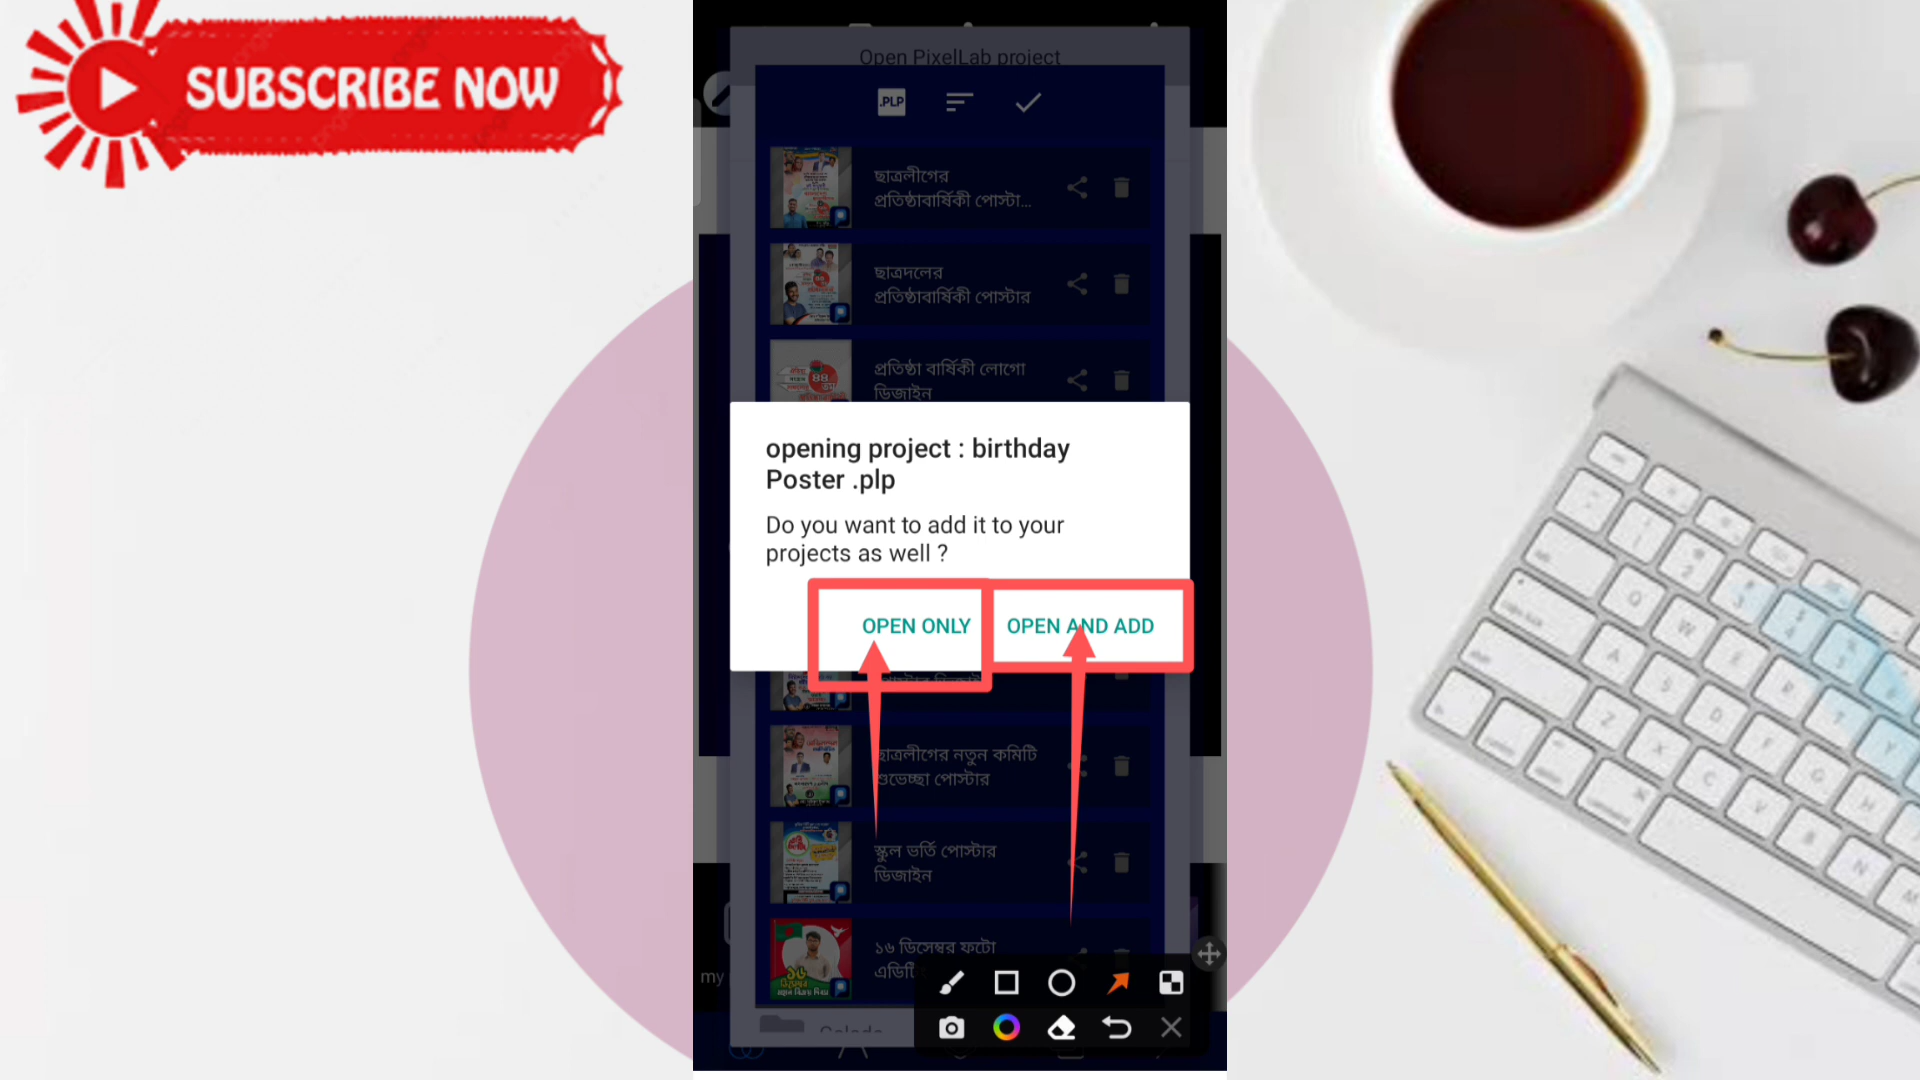 SUBSCRIBE NOW
Open PixelLab project
.PLP
ছাত্রলীগের
প্রতিষ্ঠাবার্ষিকী পোস্টা...
ছাত্রদলের
প্রতিষ্ঠাবার্ষিকী পোস্টার
প্রতিষ্ঠা বার্ষিকী লোগো
ডিজাইন
opening project : birthday
Poster .plp
Do you want to add it to your
projects as well ?
OPEN ONLY
OPEN AND ADD
ছাত্রলীগের নতুন কমিটি
শুভেচ্ছা পোস্টার
স্কুল ভর্তি পোস্টার
ডিজাইন
১৬ ডিসেম্বর ফটো
my